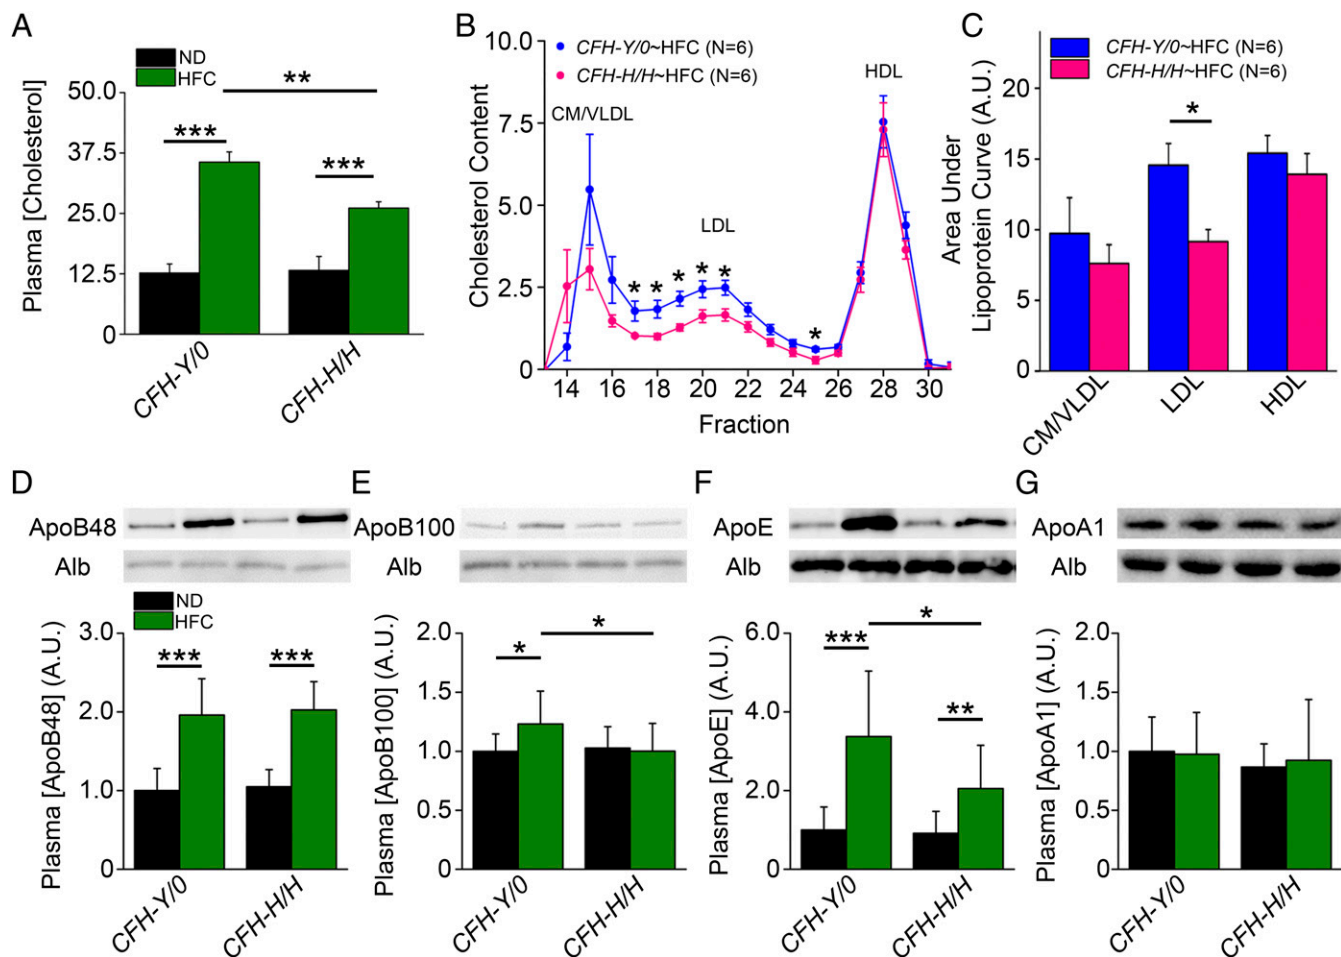 A
ND
HFC
Plasma [Cholesterol]
50.0
37.5
25.0
12.5
0
**
***
***
CFH-Y/0
CFH-H/H
B
CFH-Y/0~HFC (N=6)
CFH-H/H~HFC (N=6)
Cholesterol Content
10.0
7.5
5.0
2.5
0
CM/VLDL
LDL
HDL
* * * * * *
14 16 18 20 22 24 26 28 30
Fraction
C
CFH-Y/0~HFC (N=6)
CFH-H/H~HFC (N=6)
Area Under
Lipoprotein Curve (A.U.)
20
15
10
5
0
*
CM/VLDL
LDL
HDL
D
ApoB48
Alb
ND
HFC
Plasma [ApoB48] (A.U.)
3.0
2.0
1.0
0
***
***
CFH-Y/0
CFH-H/H
E
ApoB100
Alb
Plasma [ApoB100] (A.U.)
2.0
1.5
1.0
0.5
0
*
*
CFH-Y/0
CFH-H/H
F
ApoE
Alb
Plasma [ApoE] (A.U.)
6.0
4.0
2.0
0
***
*
**
CFH-Y/0
CFH-H/H
G
ApoA1
Alb
Plasma [ApoA1] (A.U.)
2.0
1.5
1.0
0.5
0
CFH-Y/0
CFH-H/H